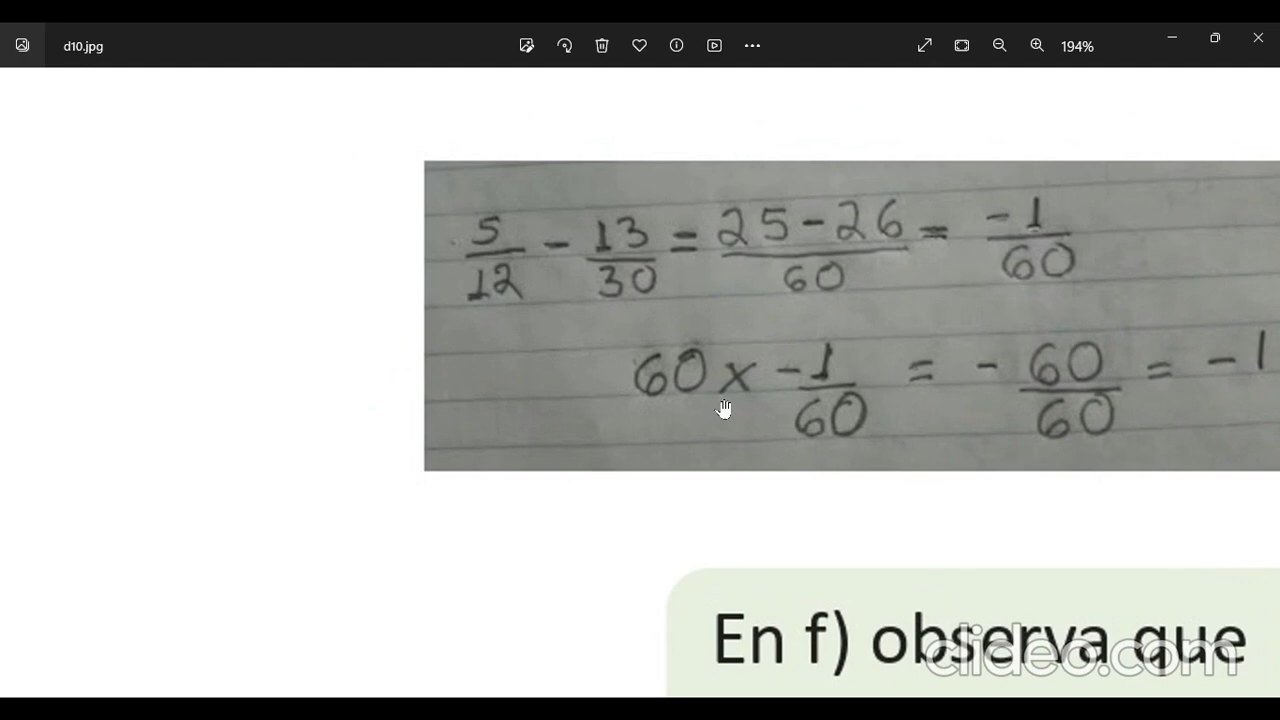 d10.jpg
194%
5/12 - 13/30 = 25-26/60 = -1/60
60 x -1/60 = - 60/60 = -1
En f) observa que
clideo.com